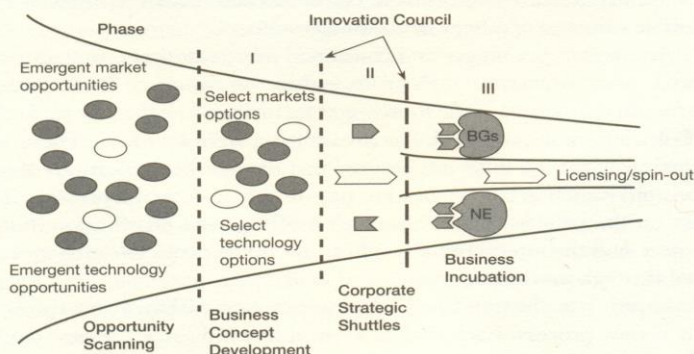 Innovation Council
Phase
I
II
III
Emergent market
opportunities
Select markets
options
BGs
Licensing/spin-out
NE
Select
technology
options
Emergent technology
opportunities
Business
Incubation
Corporate
Strategic
Shuttles
Opportunity
Scanning
Business
Concept
Development